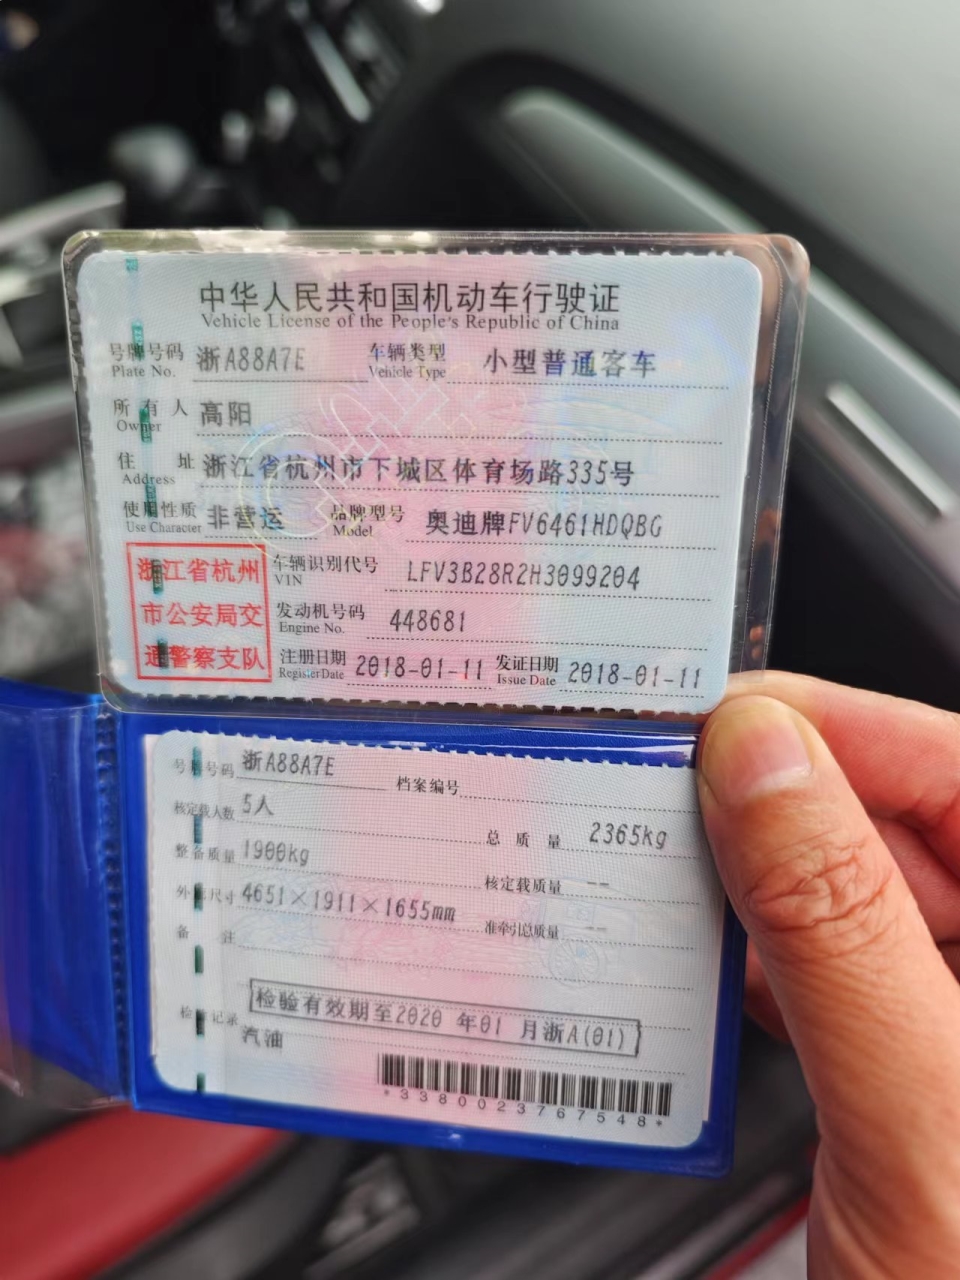 中华人民共和国机动车行驶证
Vehicle License of the People's Republic of China
号牌号码 浙A88A7E 车辆类型 小型普通客车
Plate No. Vehicle Type
所有人 高阳
Owner
住址 浙江省杭州市下城区体育场路335号
Address
使用性质 非营运 品牌型号 奥迪牌FV6461HDQBG
Use Character Model
浙江省杭州
市公安局交
通警察支队
车辆识别代号 LFV3B28R2H3099204
VIN
发动机号码 448681
Engine No.
注册日期 2018-01-11 发证日期 2018-01-11
Register Date Issue Date
号牌号码 浙A88A7E 档案编号
核定载人数 5人 总质量 2365kg
整备质量 1900kg 核定载质量 --
外廓尺寸 4651×1911×1655mm 准牵引总质量 --
备注
检验记录 检验有效期至2020 年01 月浙A(01)
汽油
*3380023767548*